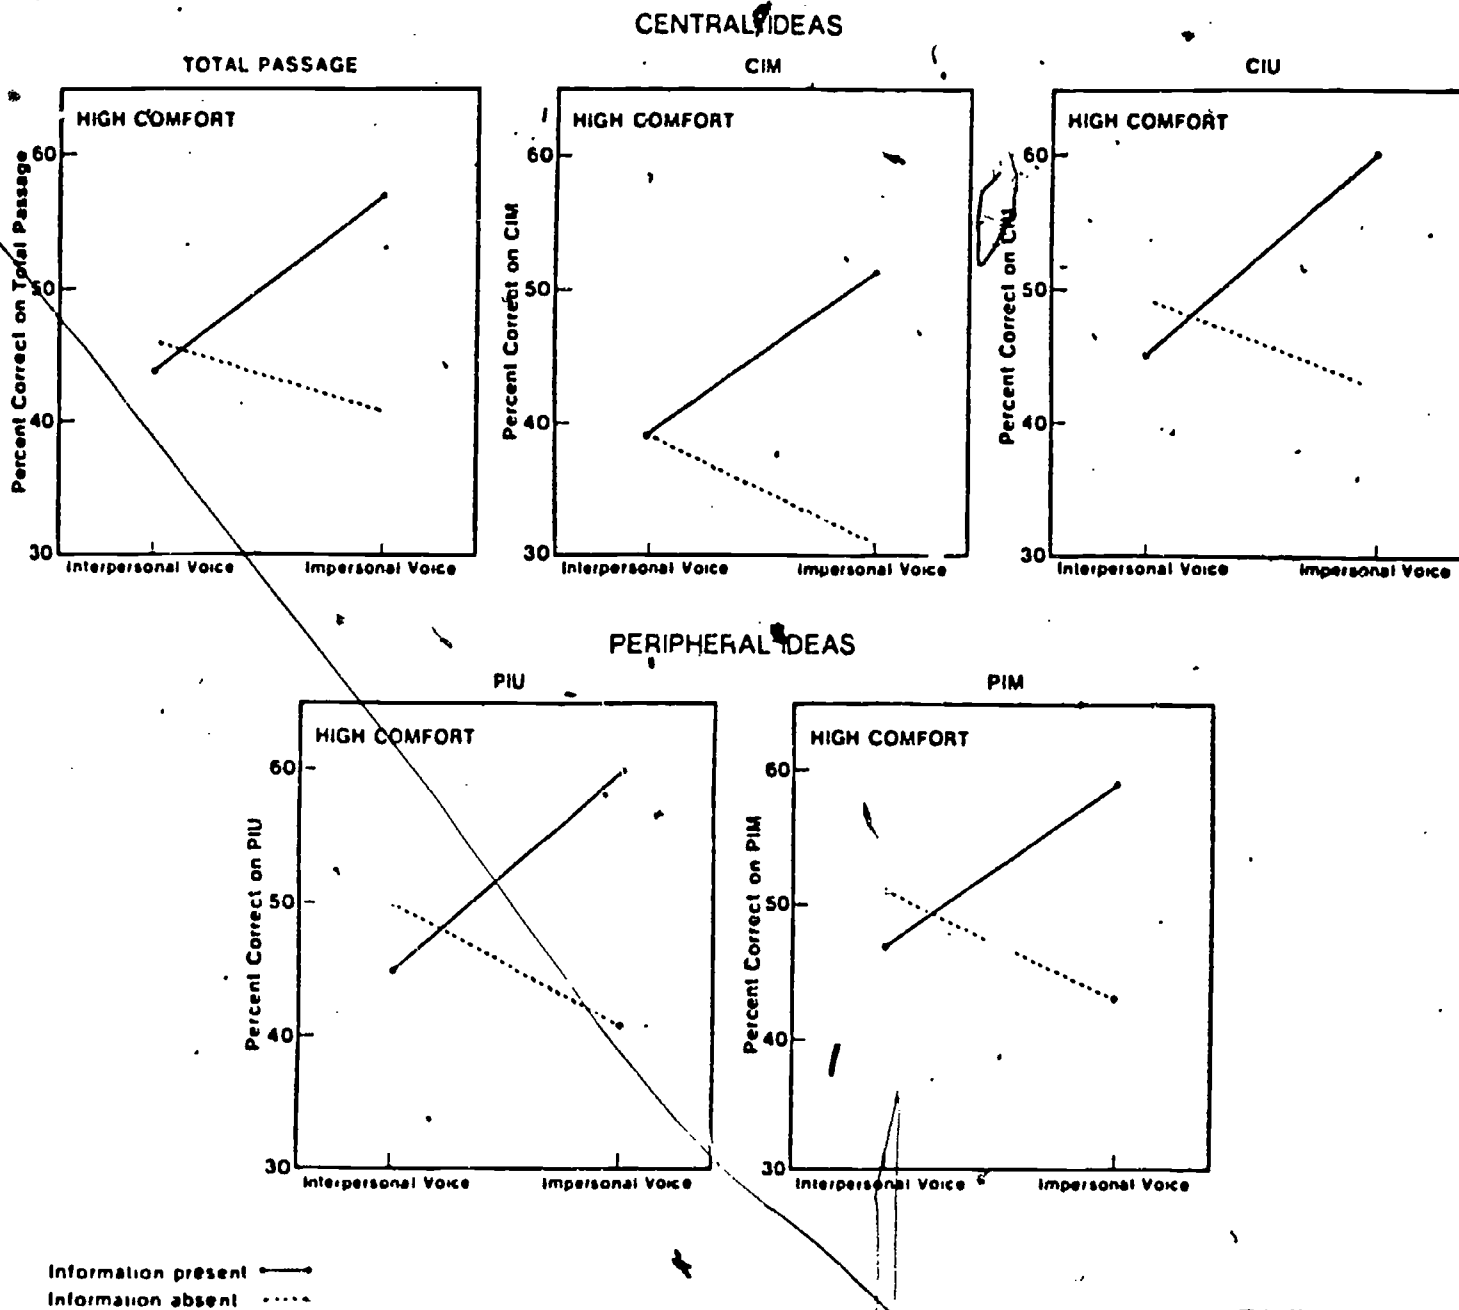 CENTRAL IDEAS
TOTAL PASSAGE
HIGH COMFORT
Percent Correct on Total Passage
60
50
40
30
Interpersonal Voice
Impersonal Voice
CIM
HIGH COMFORT
Percent Correct on CIM
60
50
40
30
Interpersonal Voice
Impersonal Voice
CIU
HIGH COMFORT
Percent Correct on CIU
60
50
40
30
Interpersonal Voice
Impersonal Voice
PERIPHERAL IDEAS
PIU
HIGH COMFORT
Percent Correct on PIU
60
50
40
30
Interpersonal Voice
Impersonal Voice
PIM
HIGH COMFORT
Percent Correct on PIM
60
50
40
30
Interpersonal Voice
Impersonal Voice
Information present
Information absent